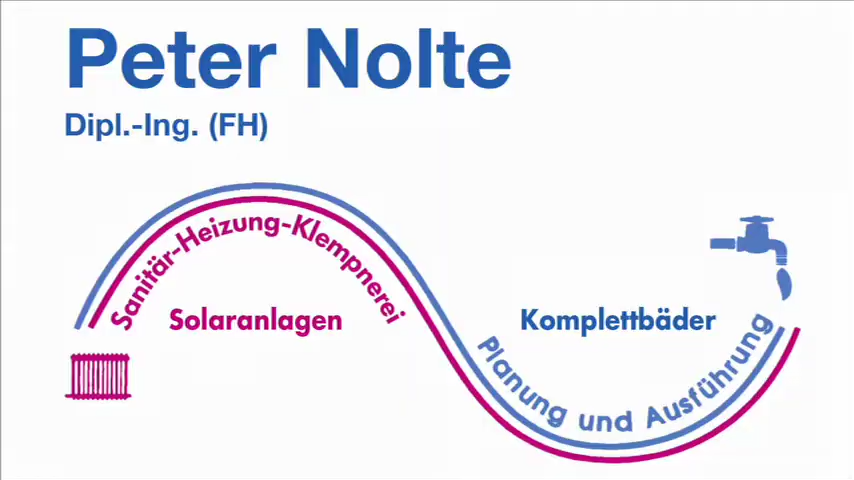 Peter Nolte
Dipl.-Ing. (FH)
Sanitär-Heizung-Klempnerei
Solaranlagen
Komplettbäder
Planung und Ausführung